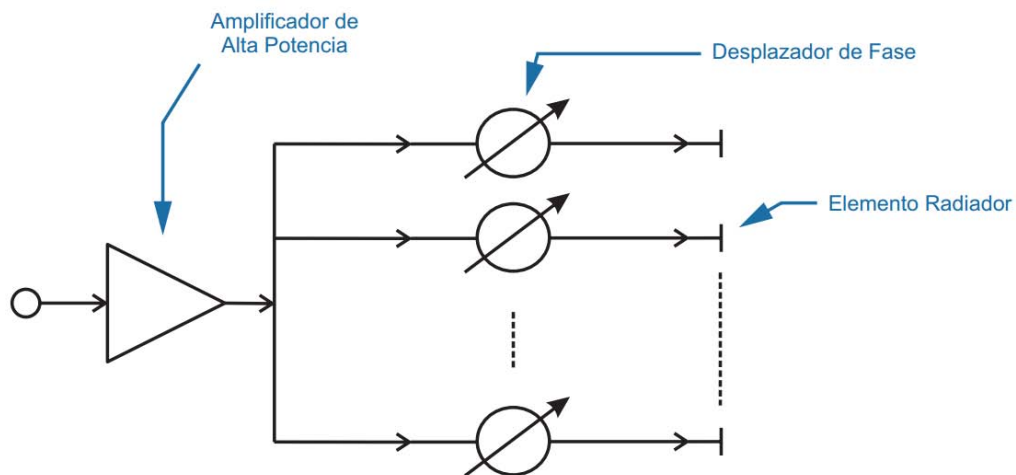 Amplificador de
Alta Potencia
Desplazador de Fase
Elemento Radiador